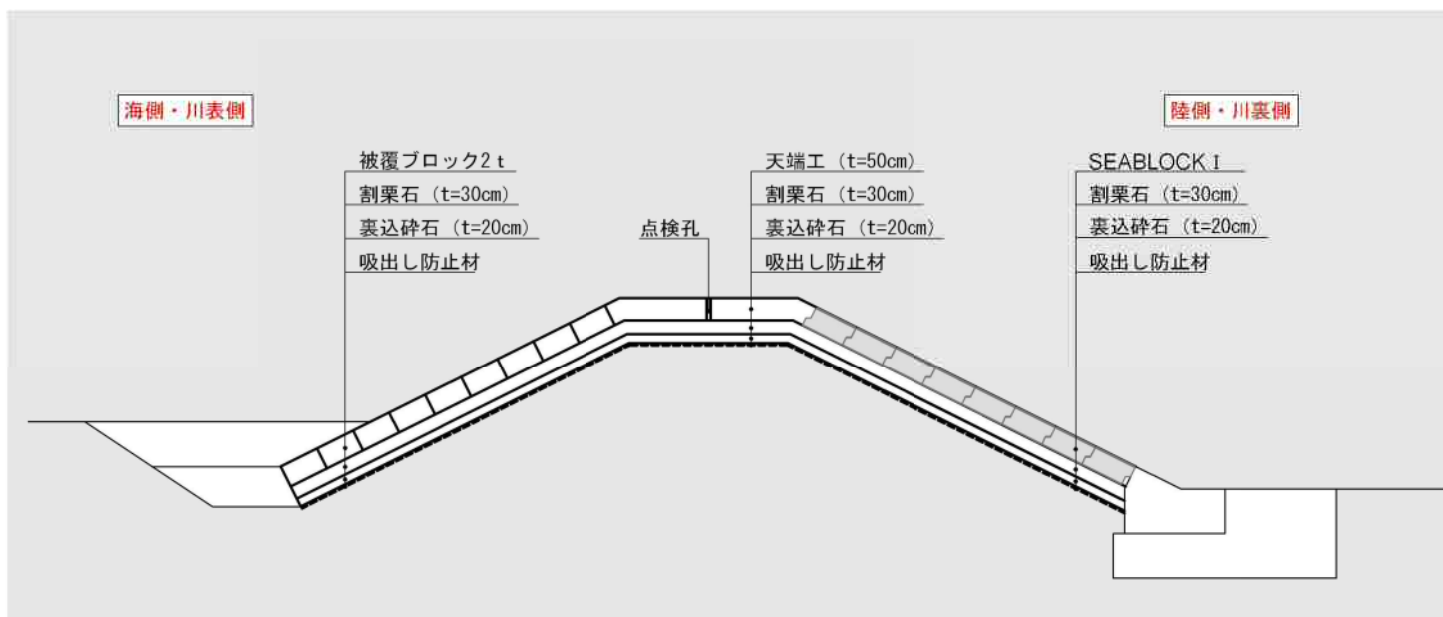 海側・川表側
陸側・川裏側
被覆ブロック2t
割栗石（t=30cm）
裏込砕石（t=20cm）
吸出し防止材
点検孔
天端工（t=50cm）
割栗石（t=30cm）
裏込砕石（t=20cm）
吸出し防止材
SEABLOCKⅠ
割栗石（t=30cm）
裏込砕石（t=20cm）
吸出し防止材